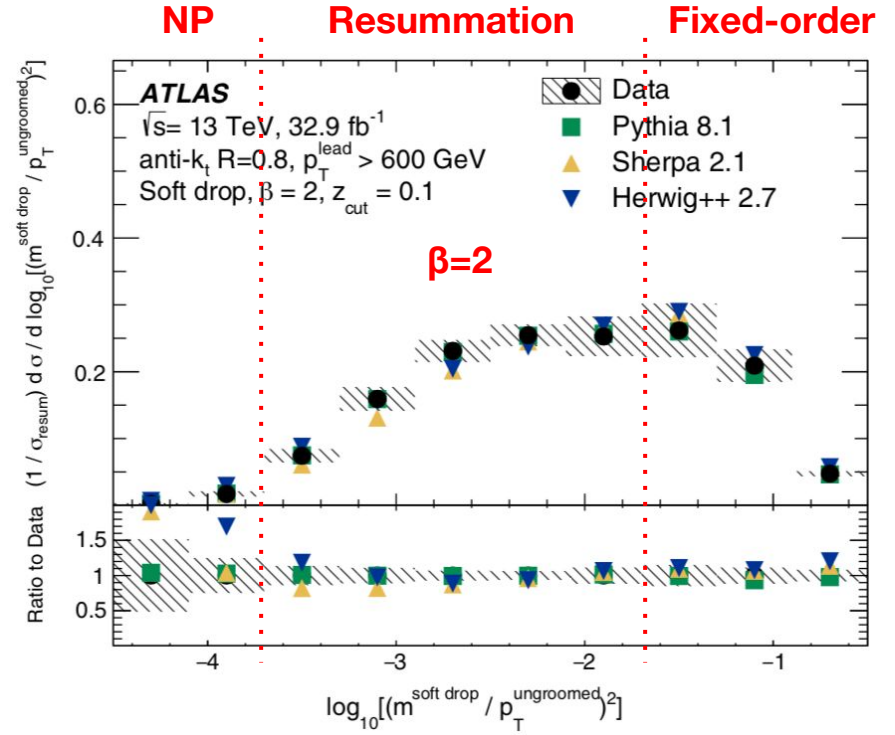 NP Resummation Fixed-order
ATLAS
√s= 13 TeV, 32.9 fb⁻¹
anti-kₜ R=0.8, p_T^lead > 600 GeV
Soft drop, β = 2, z_cut = 0.1
Data
Pythia 8.1
Sherpa 2.1
Herwig++ 2.7
β=2
(1 / σ_resum) d σ / d log₁₀[(m^soft drop / p_T^ungroomed)²]
0.6
0.4
0.2
Ratio to Data
1.5
1
0.5
−4 −3 −2 −1
log₁₀[(m^soft drop / p_T^ungroomed)²]